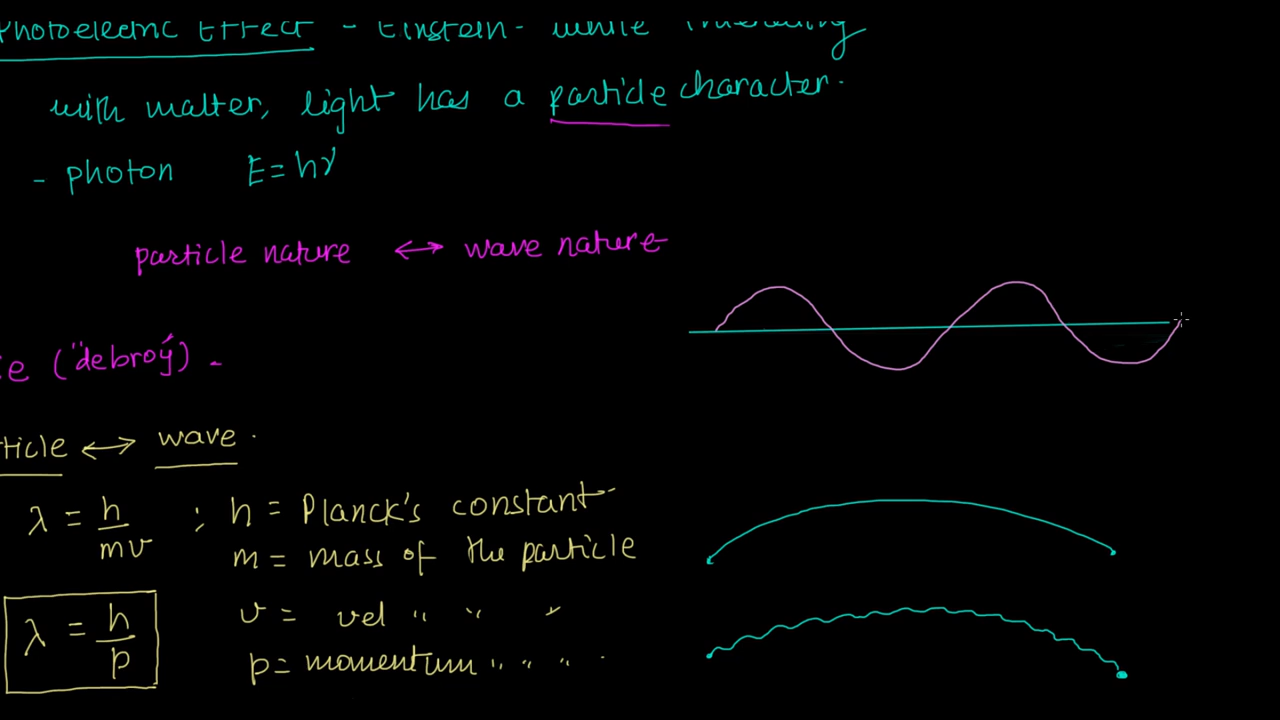 Photoelectric Effect - Einstein- while
with matter, light has a particle character.
- photon E = hν
particle nature ↔ wave nature
ie ("debroy") -
ticle ↔ wave.
λ = h/mv ; h = Planck's constant
m = mass of the particle
v = vel " " "
λ = h/p
p = momentum " " " .